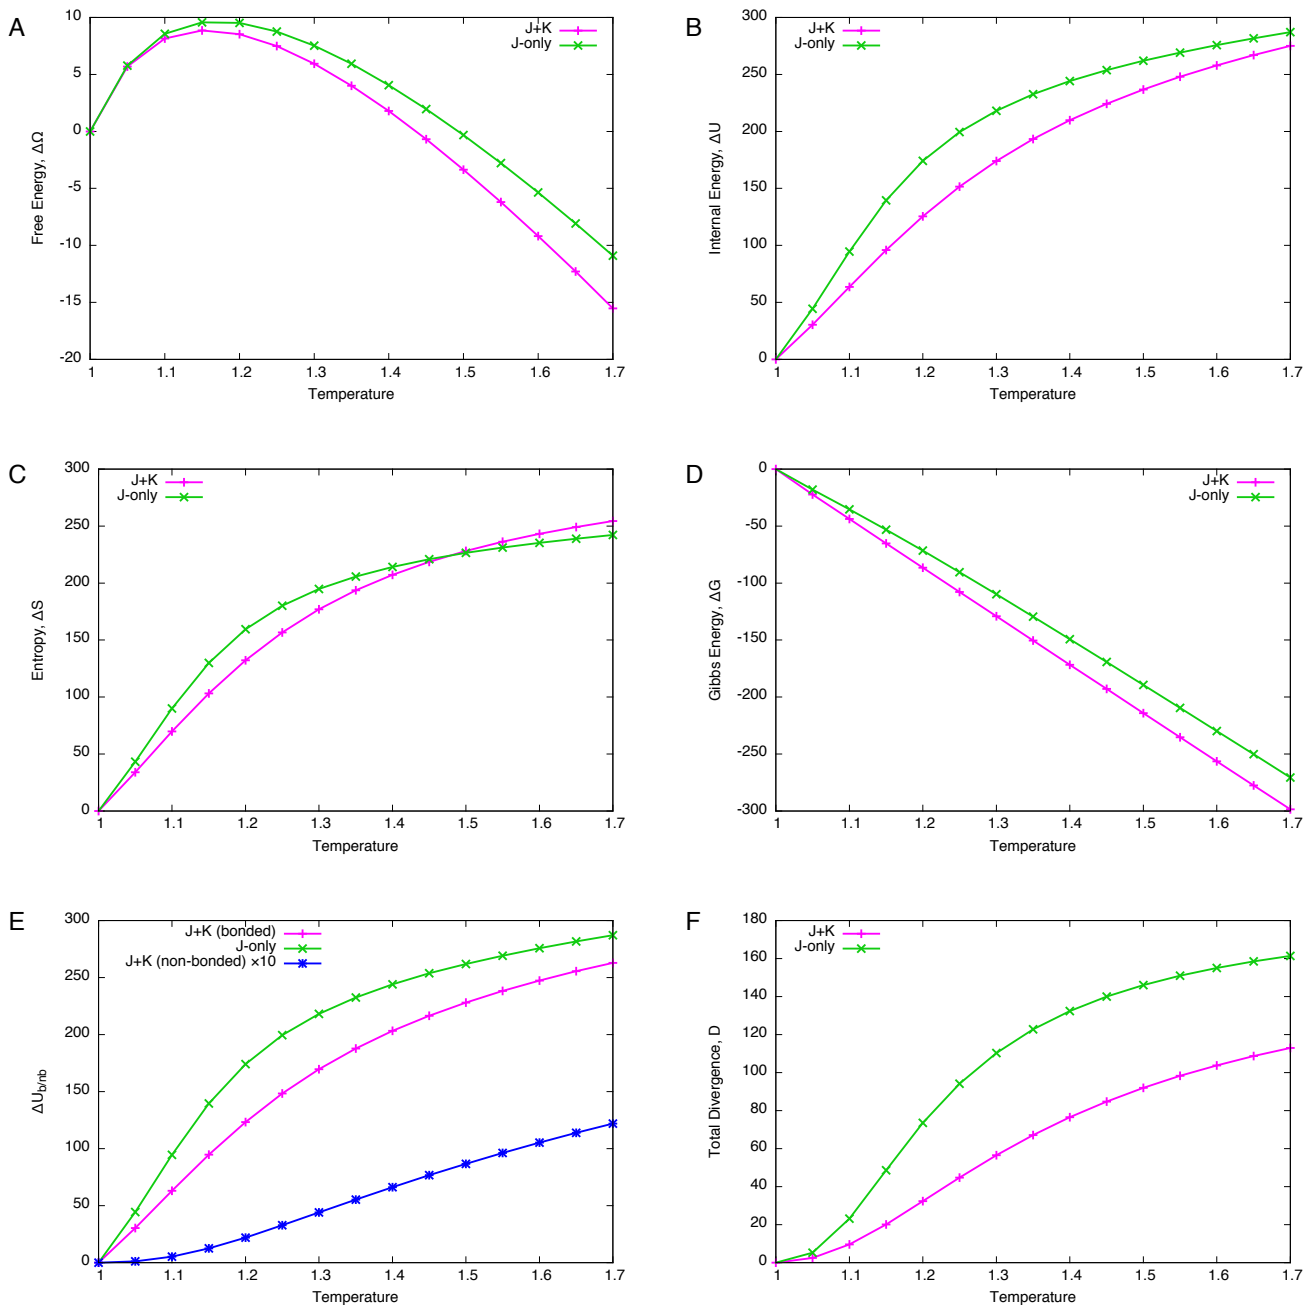 A
10
5
0
-5
-10
-15
-20
Free Energy, ΔΩ
J+K
J-only
1 1.1 1.2 1.3 1.4 1.5 1.6 1.7
Temperature
B
300
250
200
150
100
50
0
Internal Energy, ΔU
J+K
J-only
1 1.1 1.2 1.3 1.4 1.5 1.6 1.7
Temperature
C
300
250
200
150
100
50
0
Entropy, ΔS
J+K
J-only
1 1.1 1.2 1.3 1.4 1.5 1.6 1.7
Temperature
D
0
-50
-100
-150
-200
-250
-300
Gibbs Energy, ΔG
J+K
J-only
1 1.1 1.2 1.3 1.4 1.5 1.6 1.7
Temperature
E
300
250
200
150
100
50
0
ΔU_b/nb
J+K (bonded)
J-only
J+K (non-bonded) ×10
1 1.1 1.2 1.3 1.4 1.5 1.6 1.7
Temperature
F
180
160
140
120
100
80
60
40
20
0
Total Divergence, D
J+K
J-only
1 1.1 1.2 1.3 1.4 1.5 1.6 1.7
Temperature